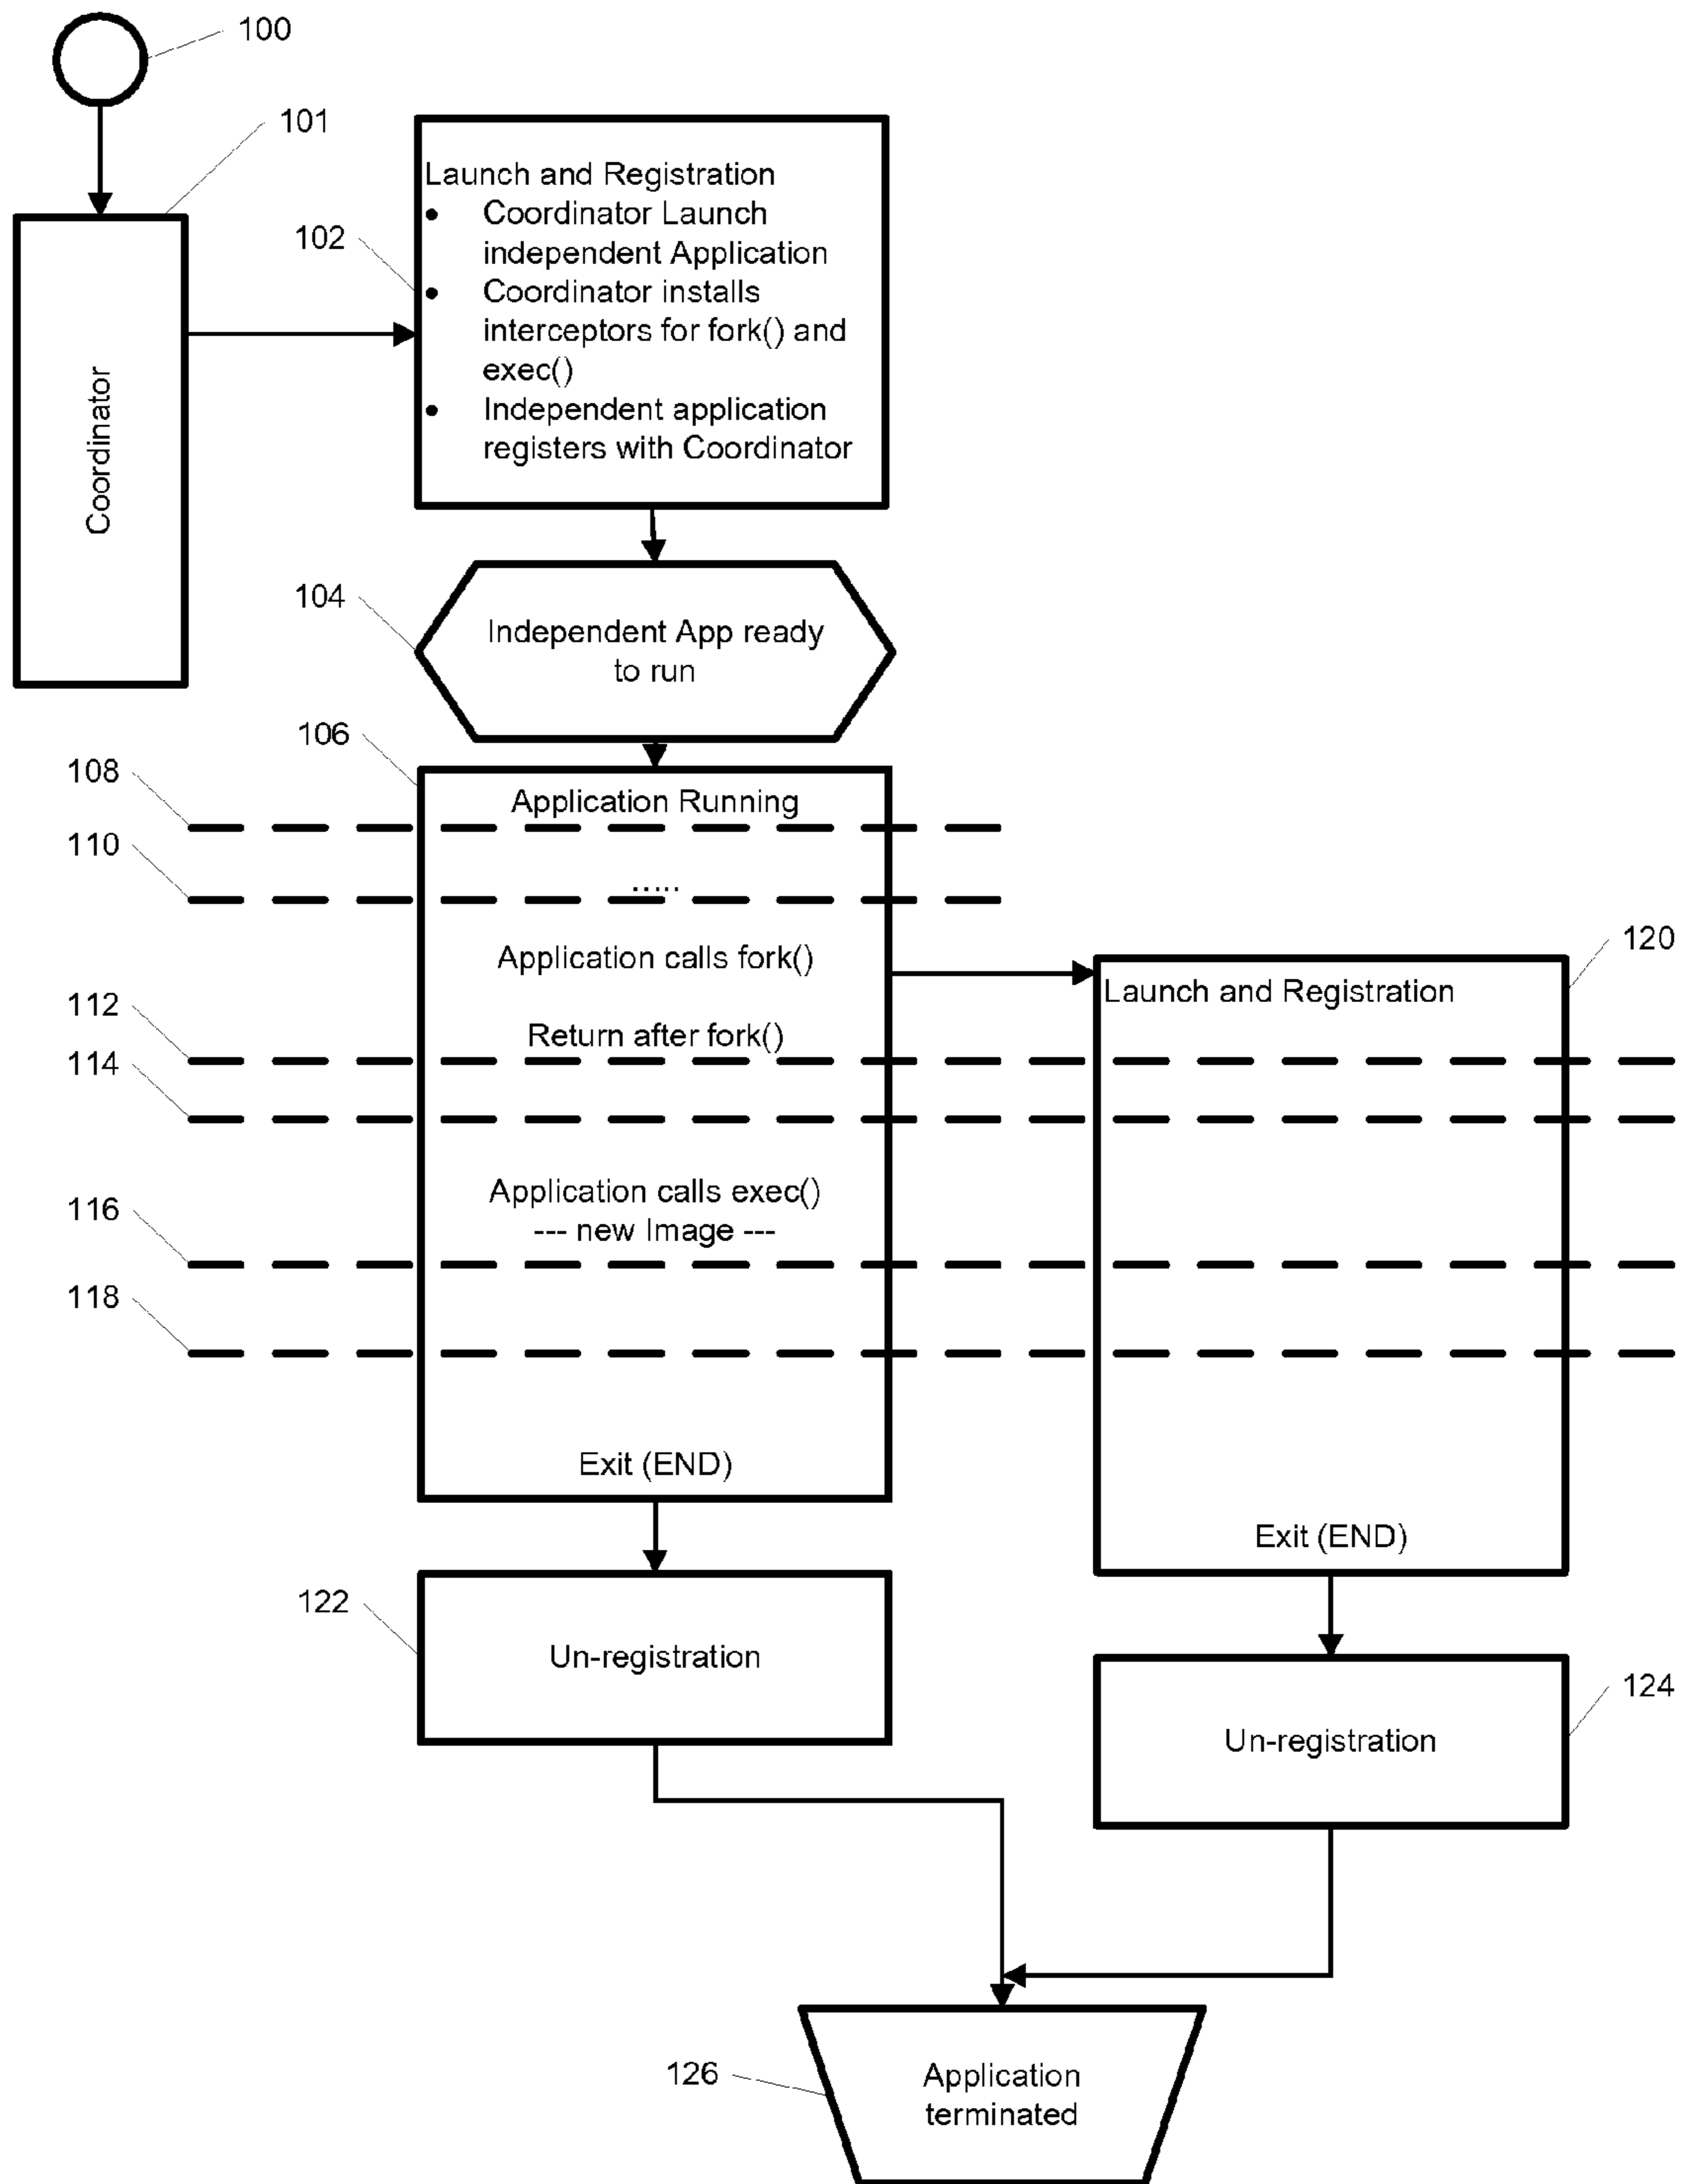 100
101
Coordinator
102
Launch and Registration
• Coordinator Launch
independent Application
• Coordinator installs
interceptors for fork() and
exec()
• Independent application
registers with Coordinator
104
Independent App ready
to run
106
Application Running
108
110
.....
Application calls fork()
Return after fork()
112
114
Application calls exec()
--- new Image ---
116
118
Exit (END)
120
Launch and Registration
Exit (END)
122
Un-registration
124
Un-registration
126
Application
terminated